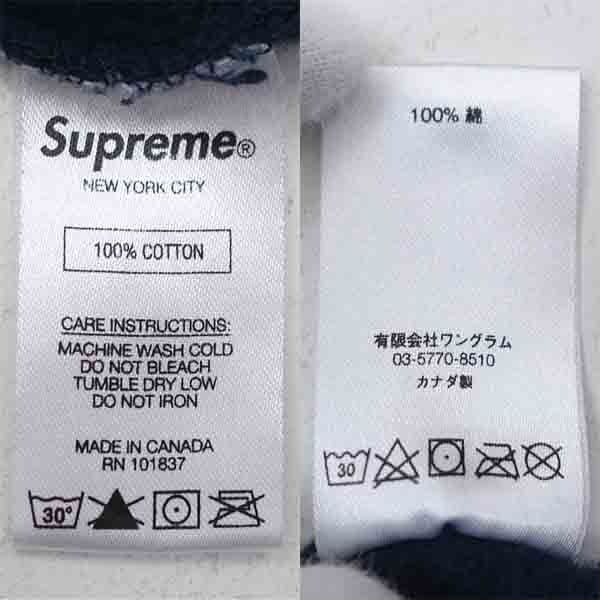 Supreme®
NEW YORK CITY
100% COTTON
CARE INSTRUCTIONS:
MACHINE WASH COLD
DO NOT BLEACH
TUMBLE DRY LOW
DO NOT IRON
MADE IN CANADA
RN 101837
30°
100% 綿
有限会社ワングラム
03-5770-8510
カナダ製
30